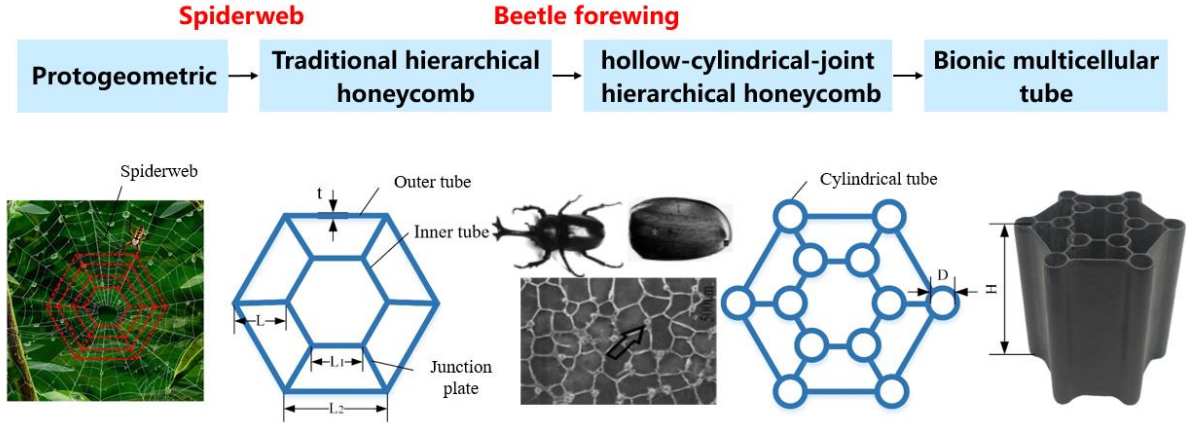 Spiderweb
Beetle forewing
Protogeometric
Traditional hierarchical
honeycomb
hollow-cylindrical-joint
hierarchical honeycomb
Bionic multicellular
tube
Spiderweb
t
Outer tube
Inner tube
L
L1
L2
Junction
plate
Cylindrical tube
D
H